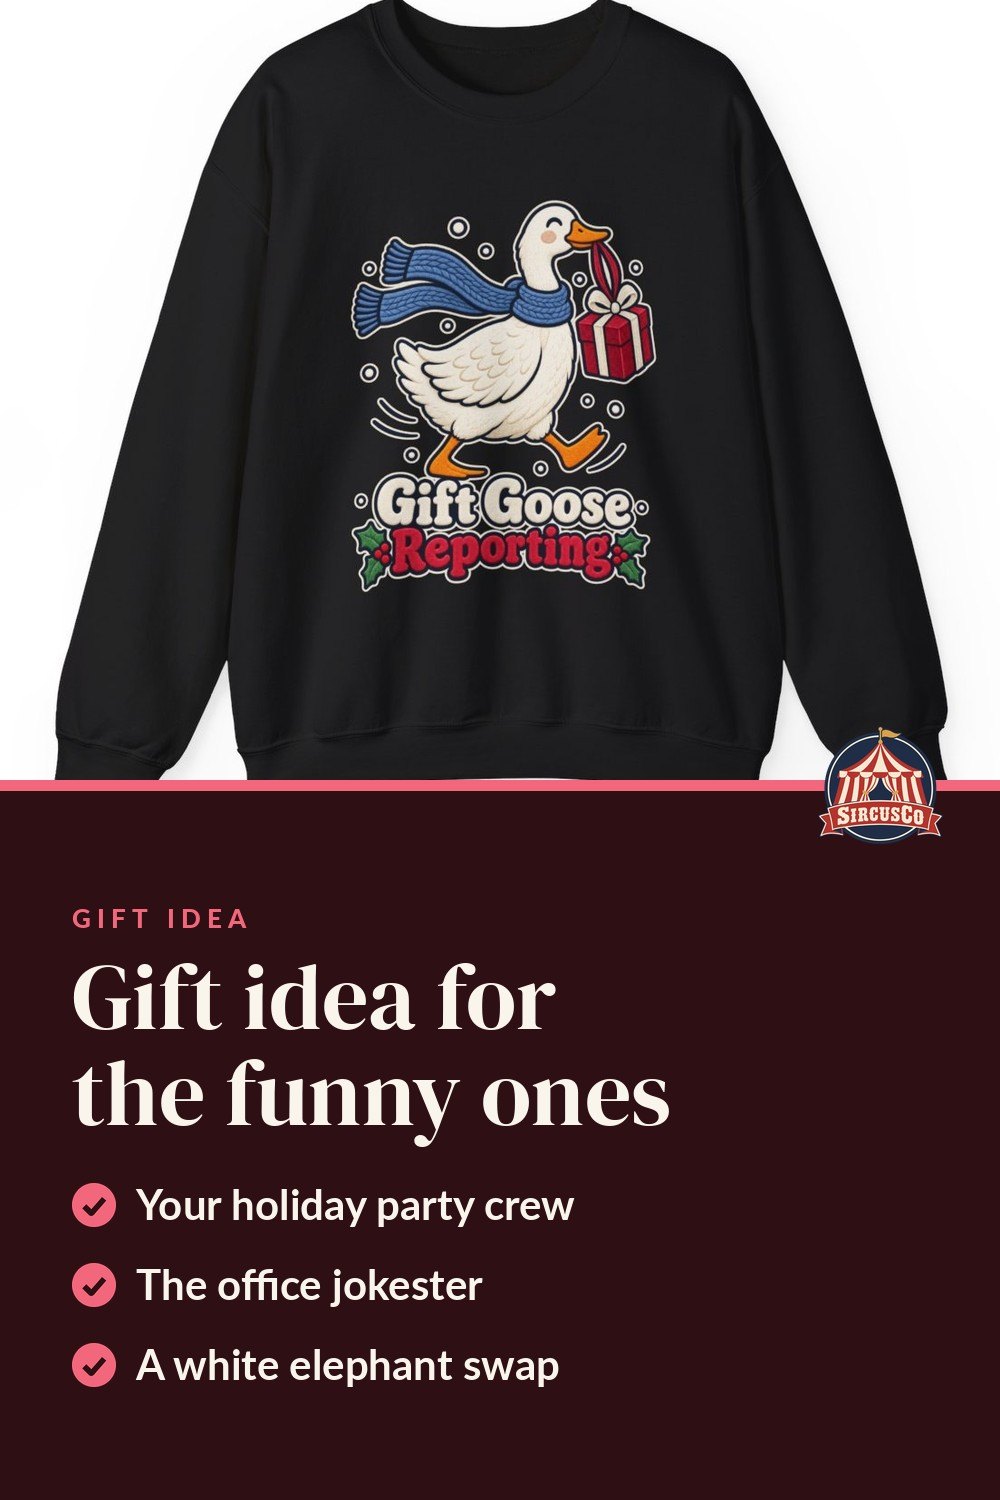 Gift Goose
Reporting
SIRCUSCO
GIFT IDEA
Gift idea for
the funny ones
Your holiday party crew
The office jokester
A white elephant swap